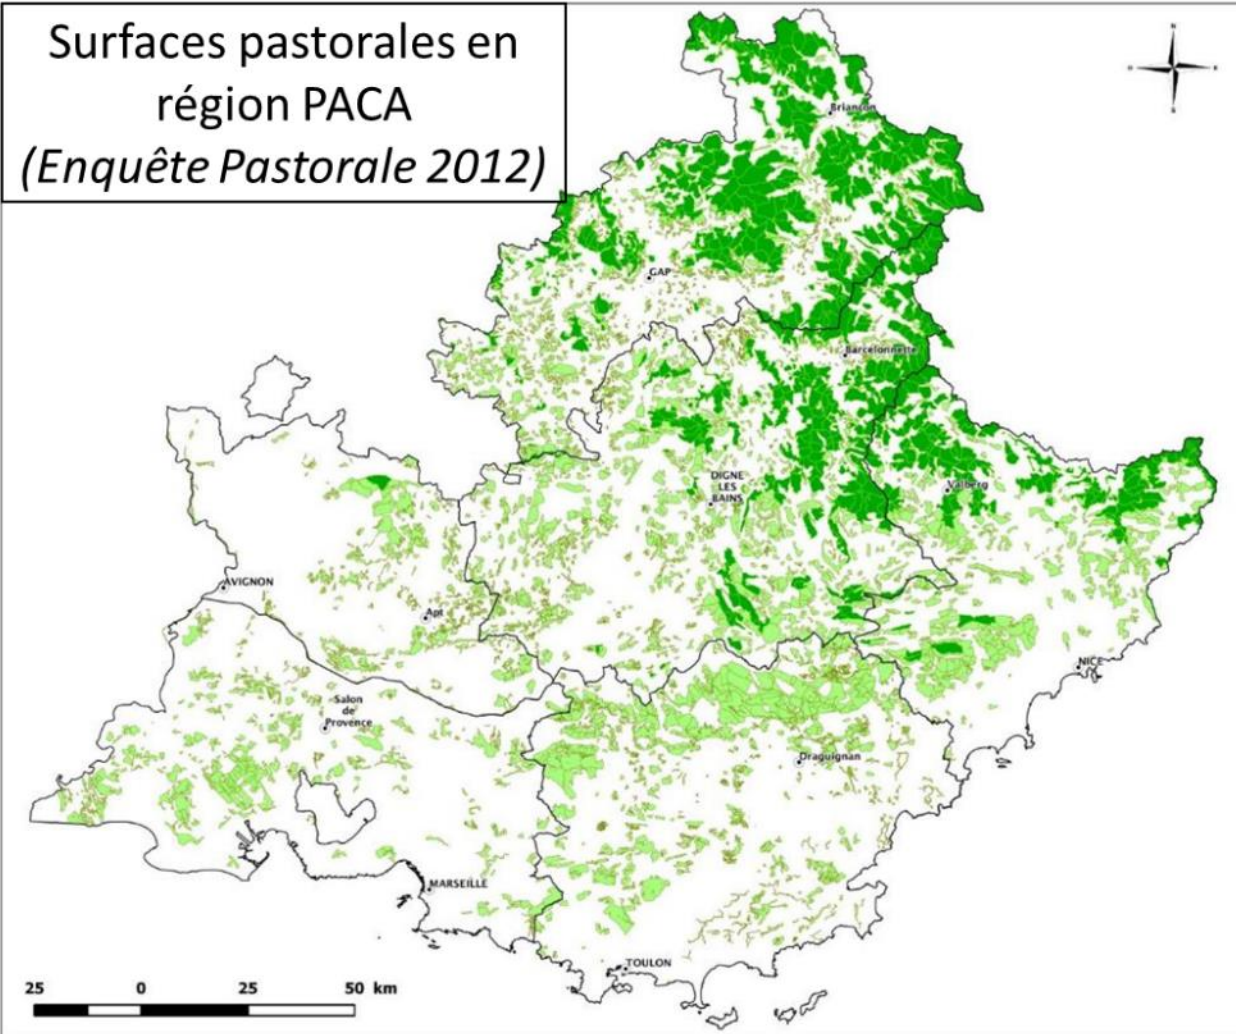 Surfaces pastorales en
région PACA
(Enquête Pastorale 2012)
N
O
E
S
Briançon
GAP
Barcelonnette
DIGNE
LES
BAINS
Valberg
AVIGNON
Apt
NICE
Salon
de
Provence
Draguignan
MARSEILLE
TOULON
25 0 25 50 km